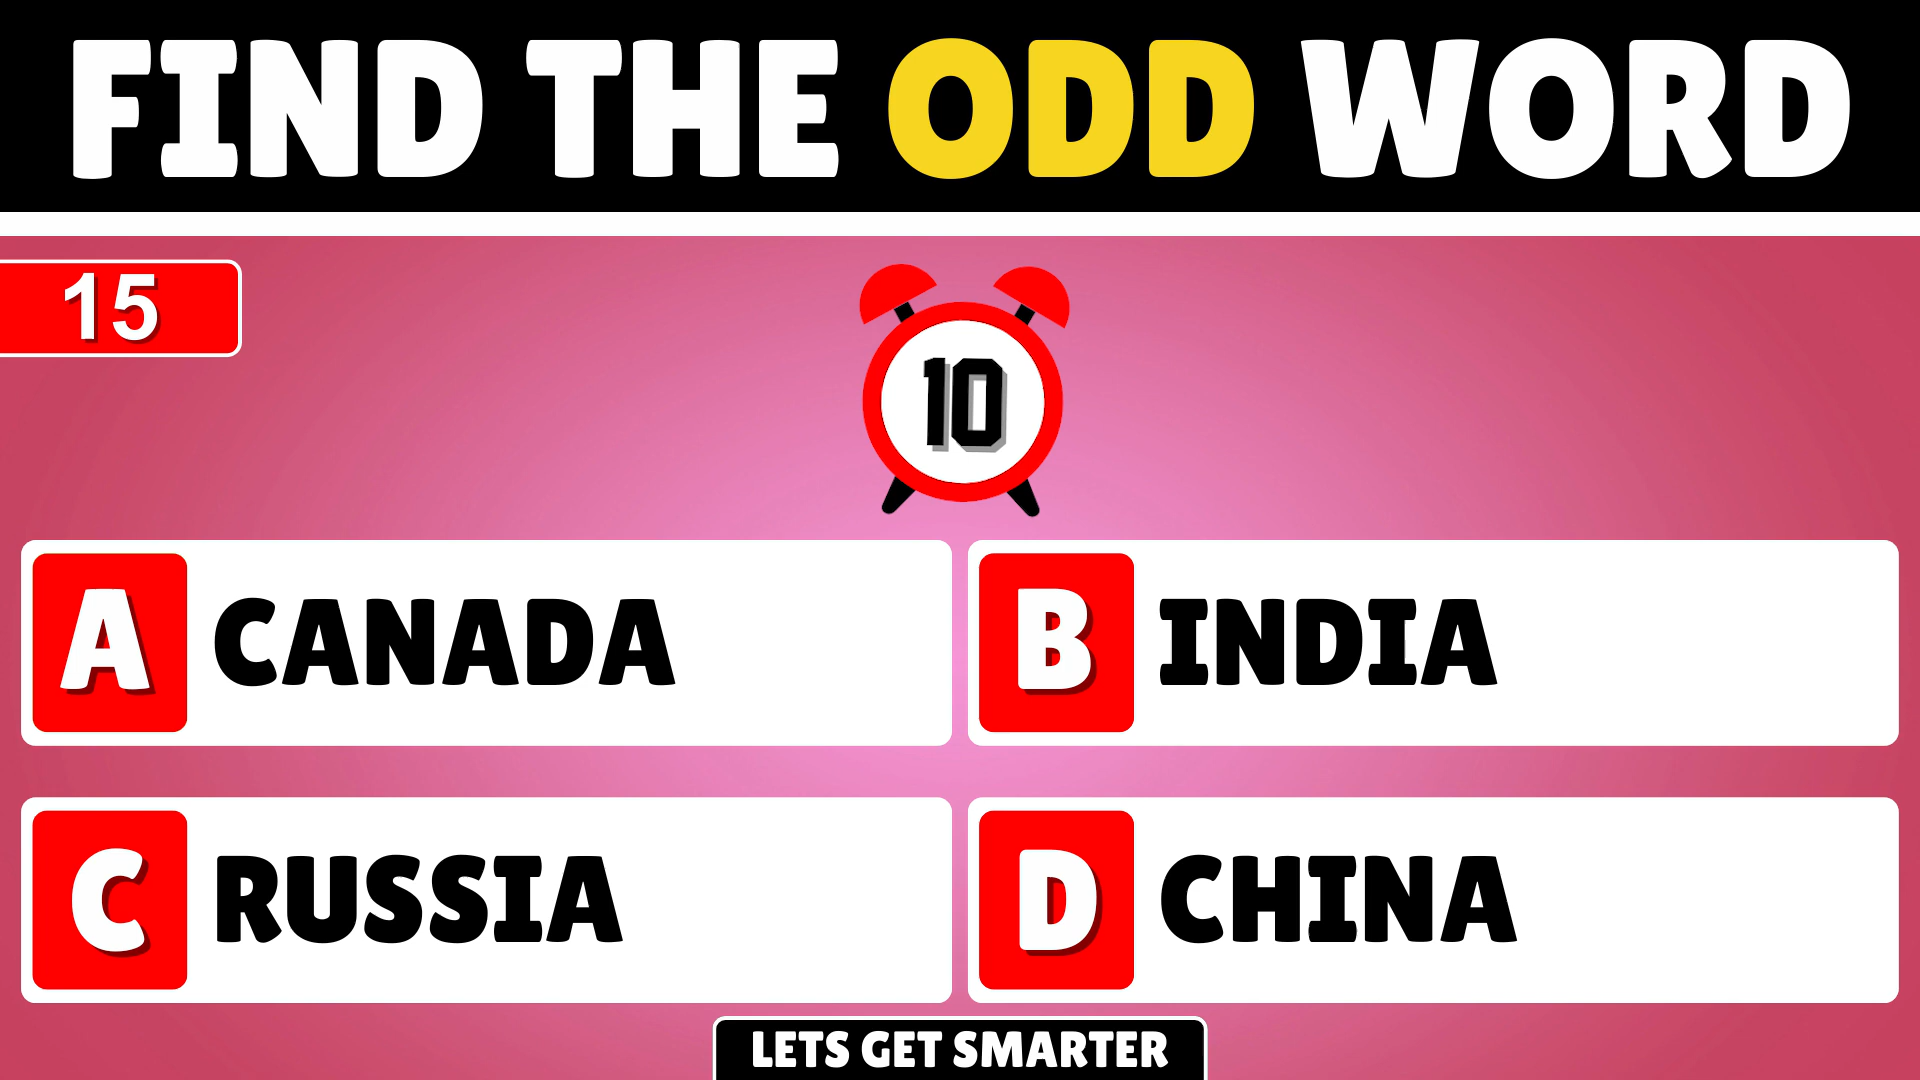 FIND THE ODD WORD
15
10
A CANADA
B INDIA
C RUSSIA
D CHINA
LETS GET SMARTER